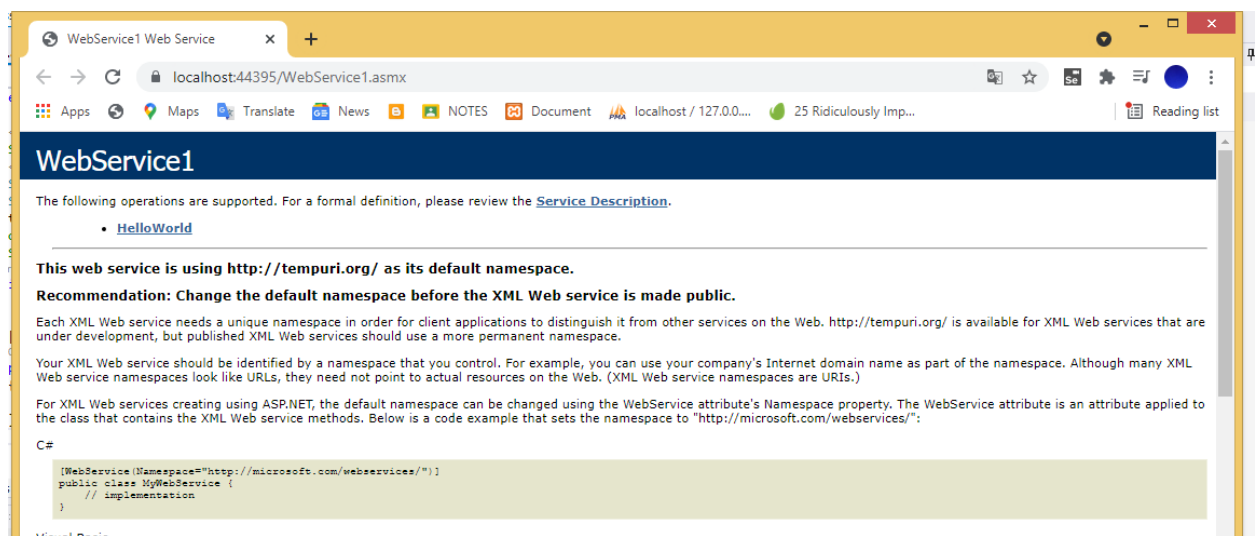 WebService1 Web Service
localhost:44395/WebService1.asmx
Se
Apps Maps Translate GB News NOTES Document PMA localhost / 127.0.0.... 25 Ridiculously Imp... Reading list
WebService1
The following operations are supported. For a formal definition, please review the Service Description.
• HelloWorld
This web service is using http://tempuri.org/ as its default namespace.
Recommendation: Change the default namespace before the XML Web service is made public.
Each XML Web service needs a unique namespace in order for client applications to distinguish it from other services on the Web. http://tempuri.org/ is available for XML Web services that are
under development, but published XML Web services should use a more permanent namespace.
Your XML Web service should be identified by a namespace that you control. For example, you can use your company's Internet domain name as part of the namespace. Although many XML
Web service namespaces look like URLs, they need not point to actual resources on the Web. (XML Web service namespaces are URIs.)
For XML Web services creating using ASP.NET, the default namespace can be changed using the WebService attribute's Namespace property. The WebService attribute is an attribute applied to
the class that contains the XML Web service methods. Below is a code example that sets the namespace to "http://microsoft.com/webservices/":
C#
[WebService(Namespace="http://microsoft.com/webservices/")]
public class MyWebService {
// implementation
}